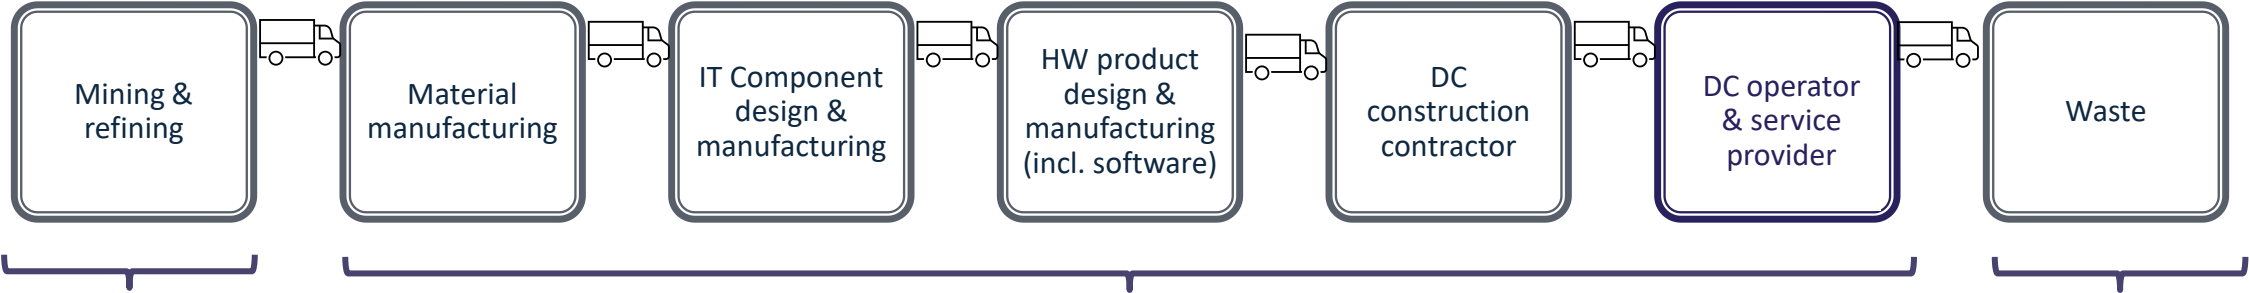 Mining &
refining
Material
manufacturing
IT Component
design &
manufacturing
HW product
design &
manufacturing
(incl. software)
DC
construction
contractor
DC operator
& service
provider
Waste